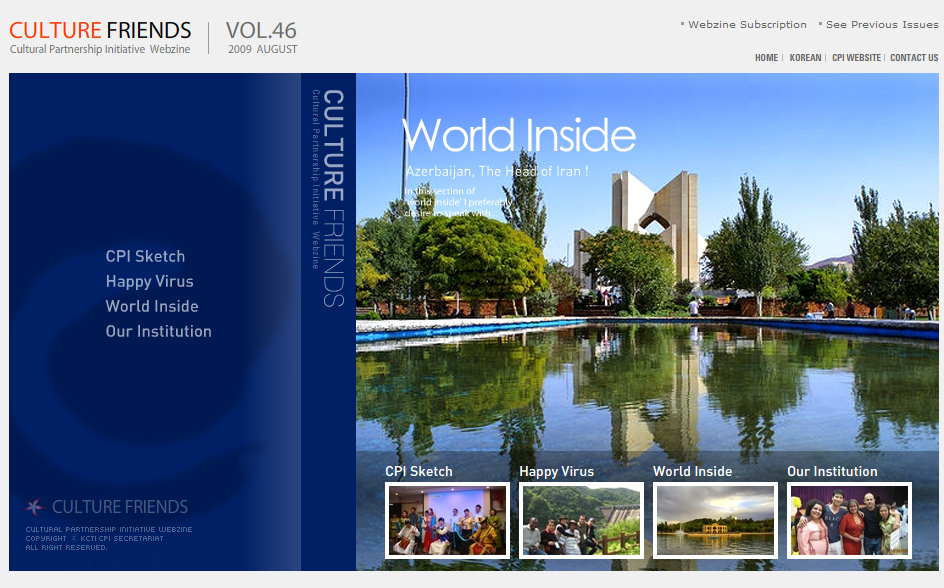 CULTURE FRIENDS
Cultural Partnership Initiative Webzine
VOL.46
2009 AUGUST
Webzine Subscription
See Previous Issues
HOME | KOREAN | CPI WEBSITE | CONTACT US
CPI Sketch
Happy Virus
World Inside
Our Institution
CULTURE FRIENDS
CULTURAL PARTNERSHIP INITIATIVE WEBZINE
COPYRIGHT © KCTI CPI SECRETARIAT
ALL RIGHT RESERVED.
CULTURE FRIENDS
Cultural Partnership Initiative Webzine
World Inside
Azerbaijan, The Head of Iran !
In this section of
'world inside' I preferably
desire to speak with
CPI Sketch
Happy Virus
World Inside
Our Institution